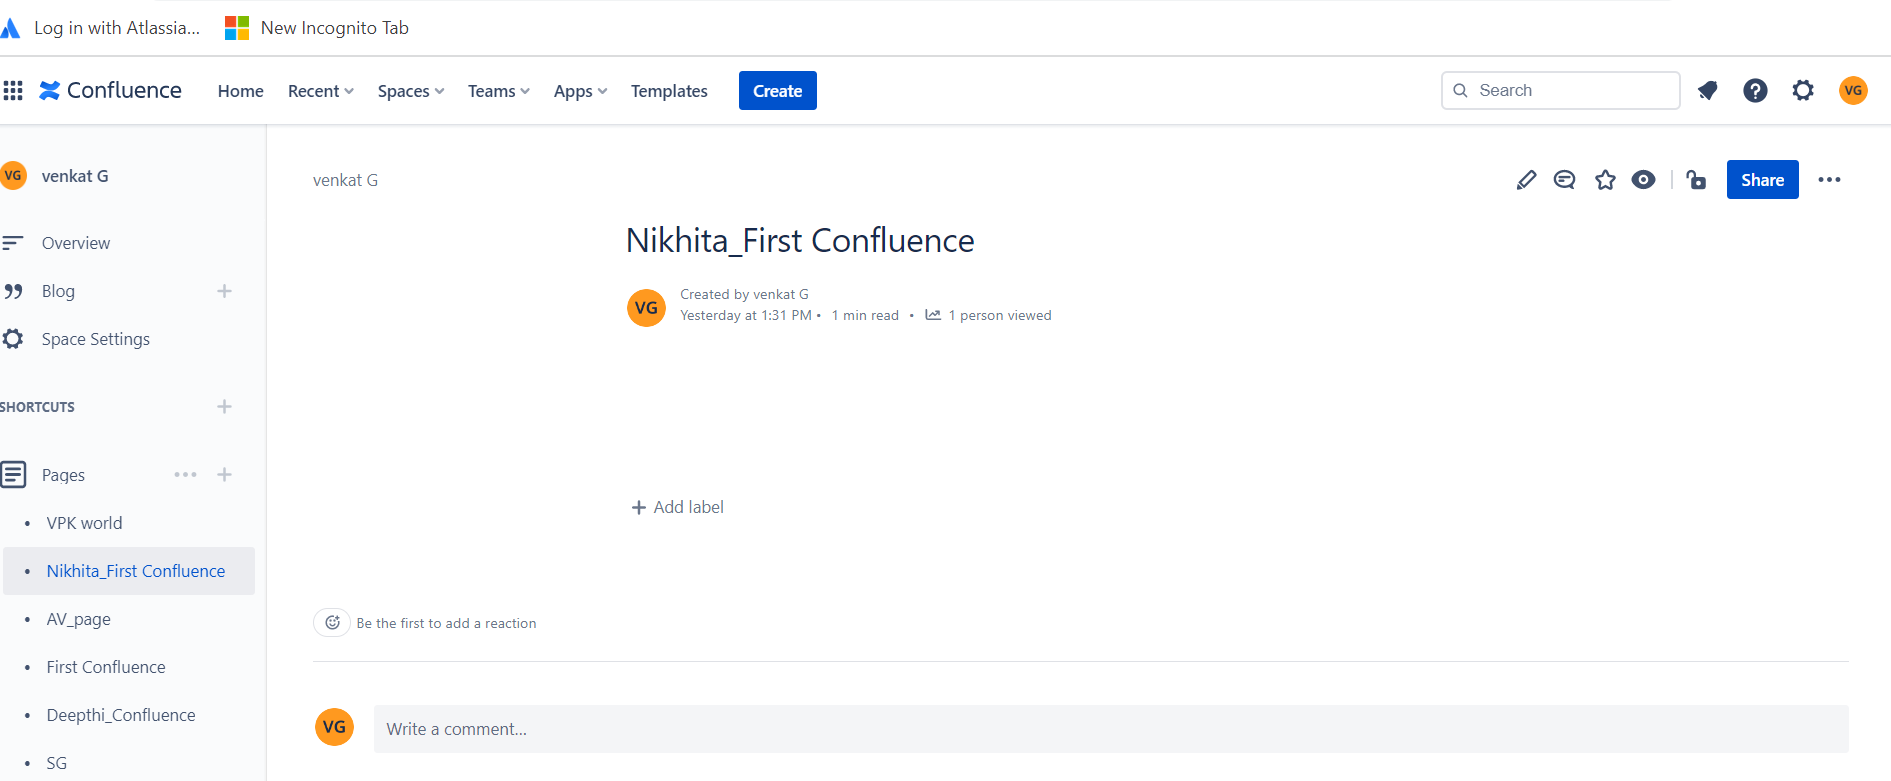 Log in with Atlassia... New Incognito Tab
Confluence Home Recent Spaces Teams Apps Templates Create Search VG
VG venkat G
Overview
Blog
Space Settings
SHORTCUTS
Pages
VPK world
Nikhita_First Confluence
AV_page
First Confluence
Deepthi_Confluence
SG
venkat G Share
Nikhita_First Confluence
VG
Created by venkat G
Yesterday at 1:31 PM • 1 min read • 1 person viewed
Add label
Be the first to add a reaction
VG Write a comment...